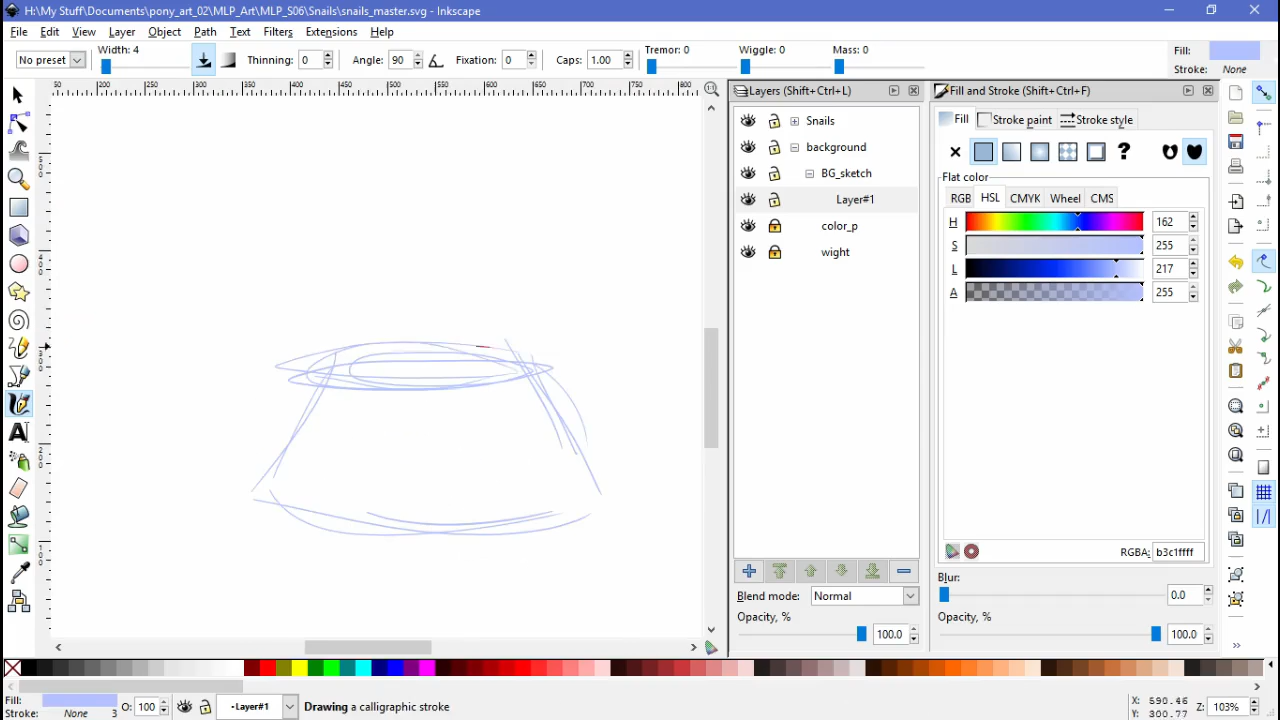 H:\My Stuff\Documents\pony_art_02\MLP_Art\MLP_S06\Snails\snails_master.svg - Inkscape
File Edit View Layer Object Path Text Filters Extensions Help
No preset Width: 4 Thinning: 0 Angle: 90 Fixation: 0 Caps: 1.00 Tremor: 0 Wiggle: 0 Mass: 0 Fill:
Stroke: None
Layers (Shift+Ctrl+L) Fill and Stroke (Shift+Ctrl+F)
Snails
background
BG_sketch
Layer#1
color_p
wight
Fill Stroke paint Stroke style
Flat color
RGB HSL CMYK Wheel CMS
H 162
S 255
L 217
A 255
RGBA: b3c1ffff
Blend mode: Normal
Opacity, %
100.0
Blur:
0.0
Opacity, %
100.0
Fill: O: 100 Layer#1 Drawing a calligraphic stroke X: 590.46 Z: 103%
Stroke: None 3 Y: 300.77